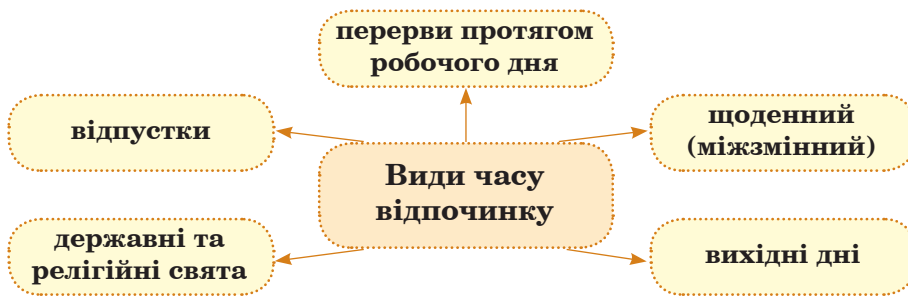 перерви протягом
робочого дня
відпустки
щоденний
(міжзмінний)
Види часу
відпочинку
державні та
релігійні свята
вихідні дні